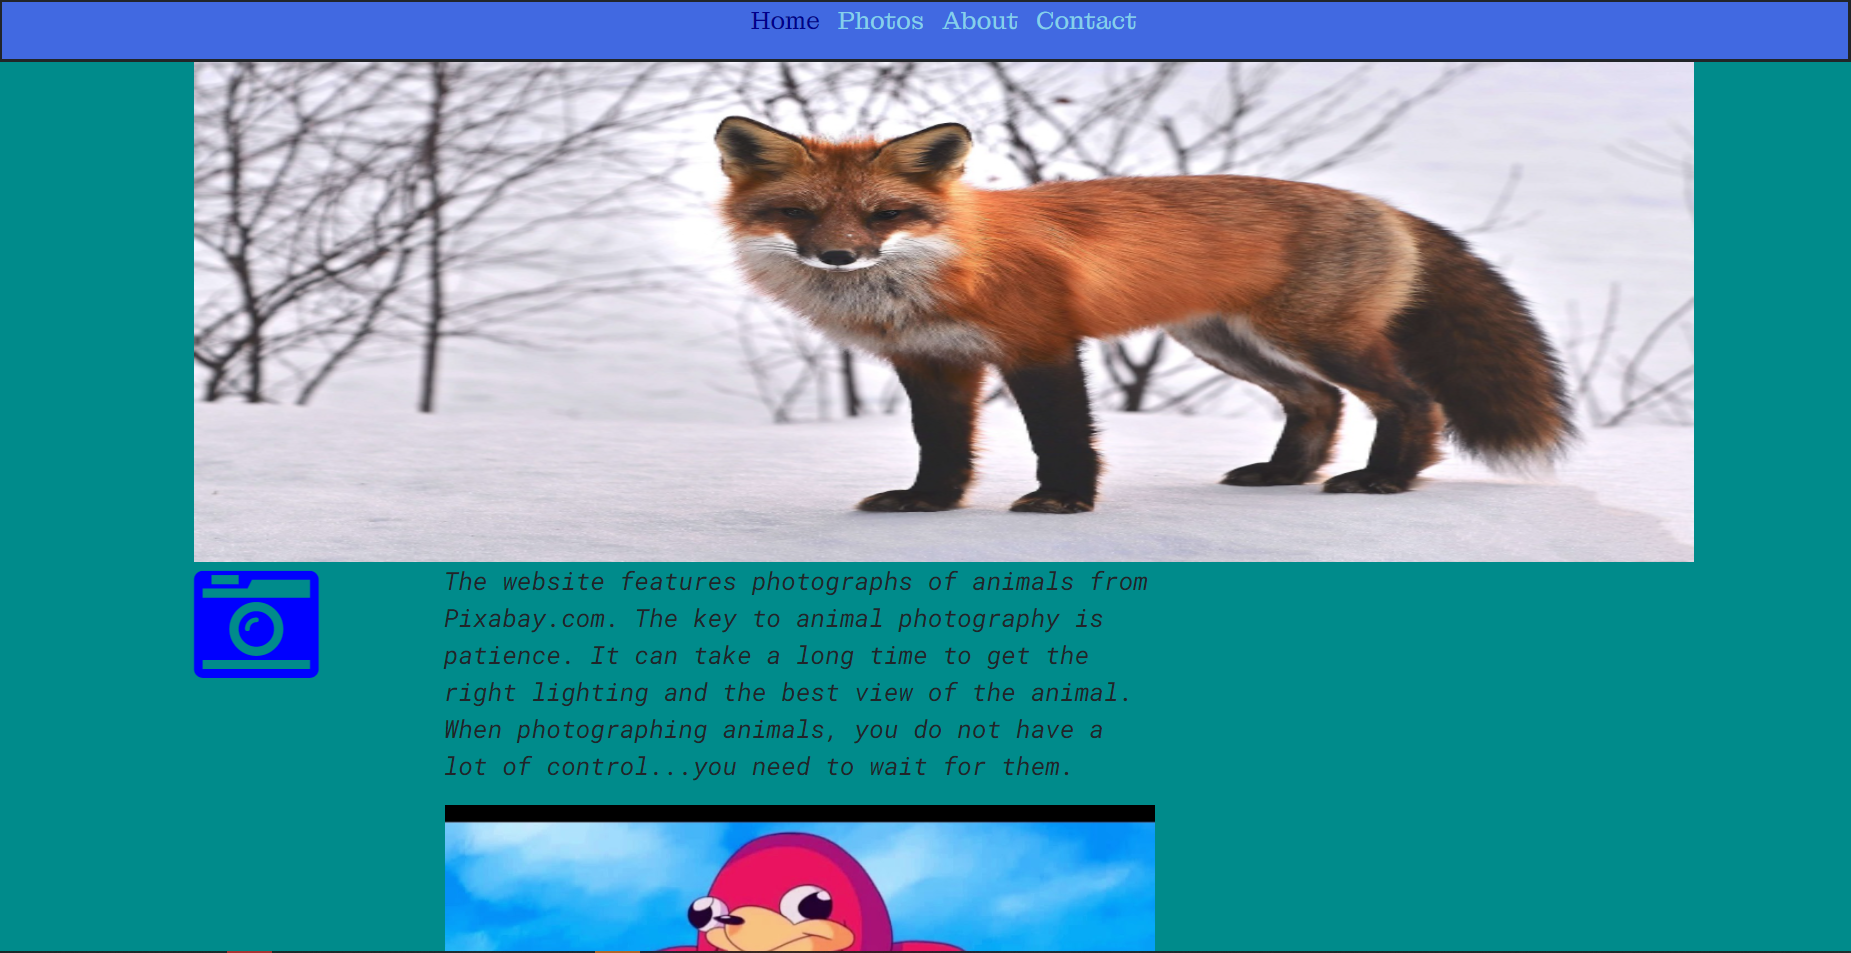 Home Photos About Contact
The website features photographs of animals from
Pixabay.com. The key to animal photography is
patience. It can take a long time to get the
right lighting and the best view of the animal.
When photographing animals, you do not have a
lot of control...you need to wait for them.